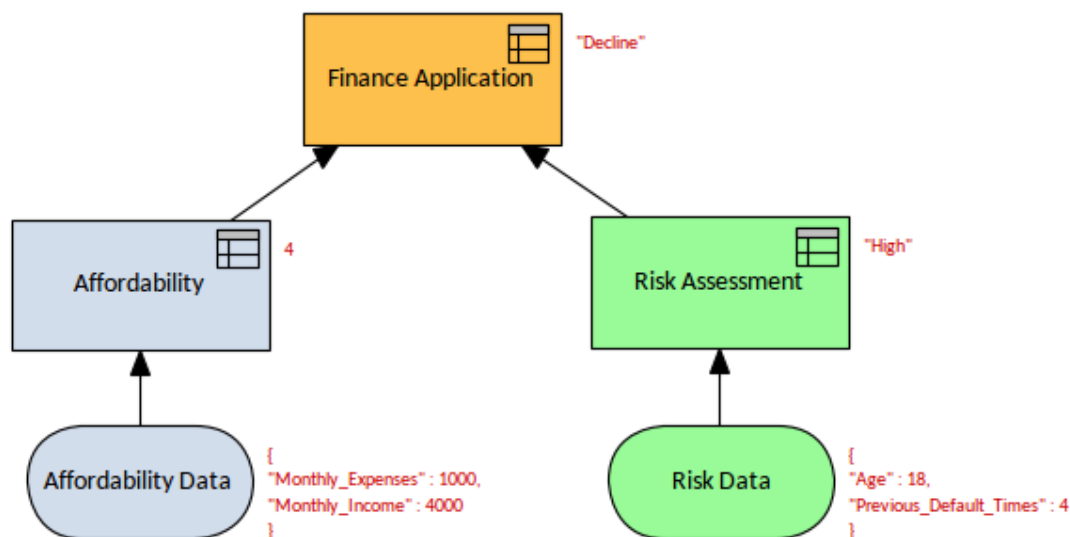 "Decline"
Finance Application
4
"High"
Affordability
Risk Assessment
Affordability Data
{
"Monthly_Expenses" : 1000,
"Monthly_Income" : 4000
}
Risk Data
{
"Age" : 18,
"Previous_Default_Times" : 4
}